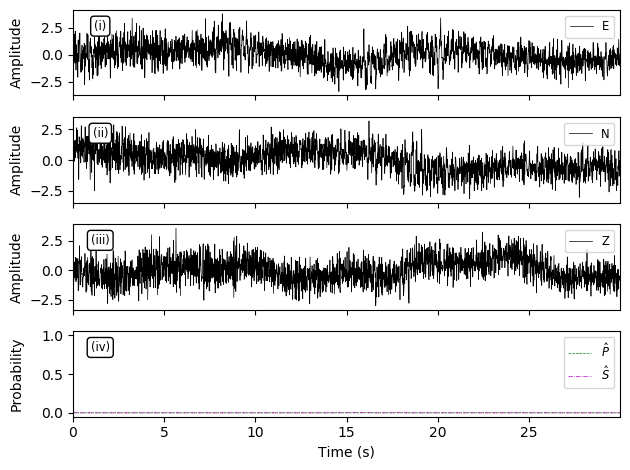 Amplitude
2.5
0.0
−2.5
(i)
E
Amplitude
2.5
0.0
−2.5
(ii)
N
Amplitude
2.5
0.0
−2.5
(iii)
Z
Probability
1.0
0.5
0.0
(iv)
P̂
Ŝ
0 5 10 15 20 25
Time (s)